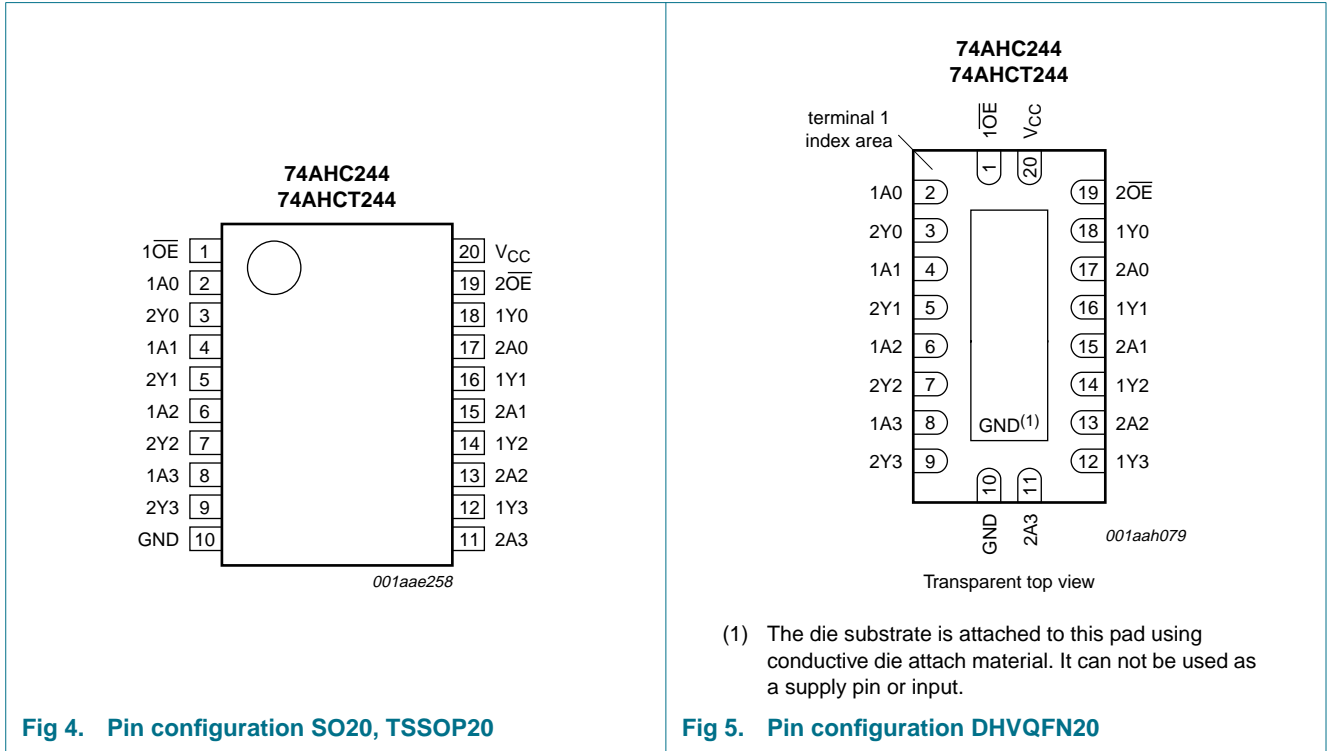 74AHC244
74AHCT244
1O̅E̅ 1
1A0 2
2Y0 3
1A1 4
2Y1 5
1A2 6
2Y2 7
1A3 8
2Y3 9
GND 10
20 VCC
19 2O̅E̅
18 1Y0
17 2A0
16 1Y1
15 2A1
14 1Y2
13 2A2
12 1Y3
11 2A3
001aae258
Fig 4. Pin configuration SO20, TSSOP20
74AHC244
74AHCT244
terminal 1
index area
1O̅E̅
VCC
1
20
1A0 2
2Y0 3
1A1 4
2Y1 5
1A2 6
2Y2 7
1A3 8
2Y3 9
19 2O̅E̅
18 1Y0
17 2A0
16 1Y1
15 2A1
14 1Y2
13 2A2
12 1Y3
GND(1)
10
11
GND
2A3
001aah079
Transparent top view
(1) The die substrate is attached to this pad using
conductive die attach material. It can not be used as
a supply pin or input.
Fig 5. Pin configuration DHVQFN20